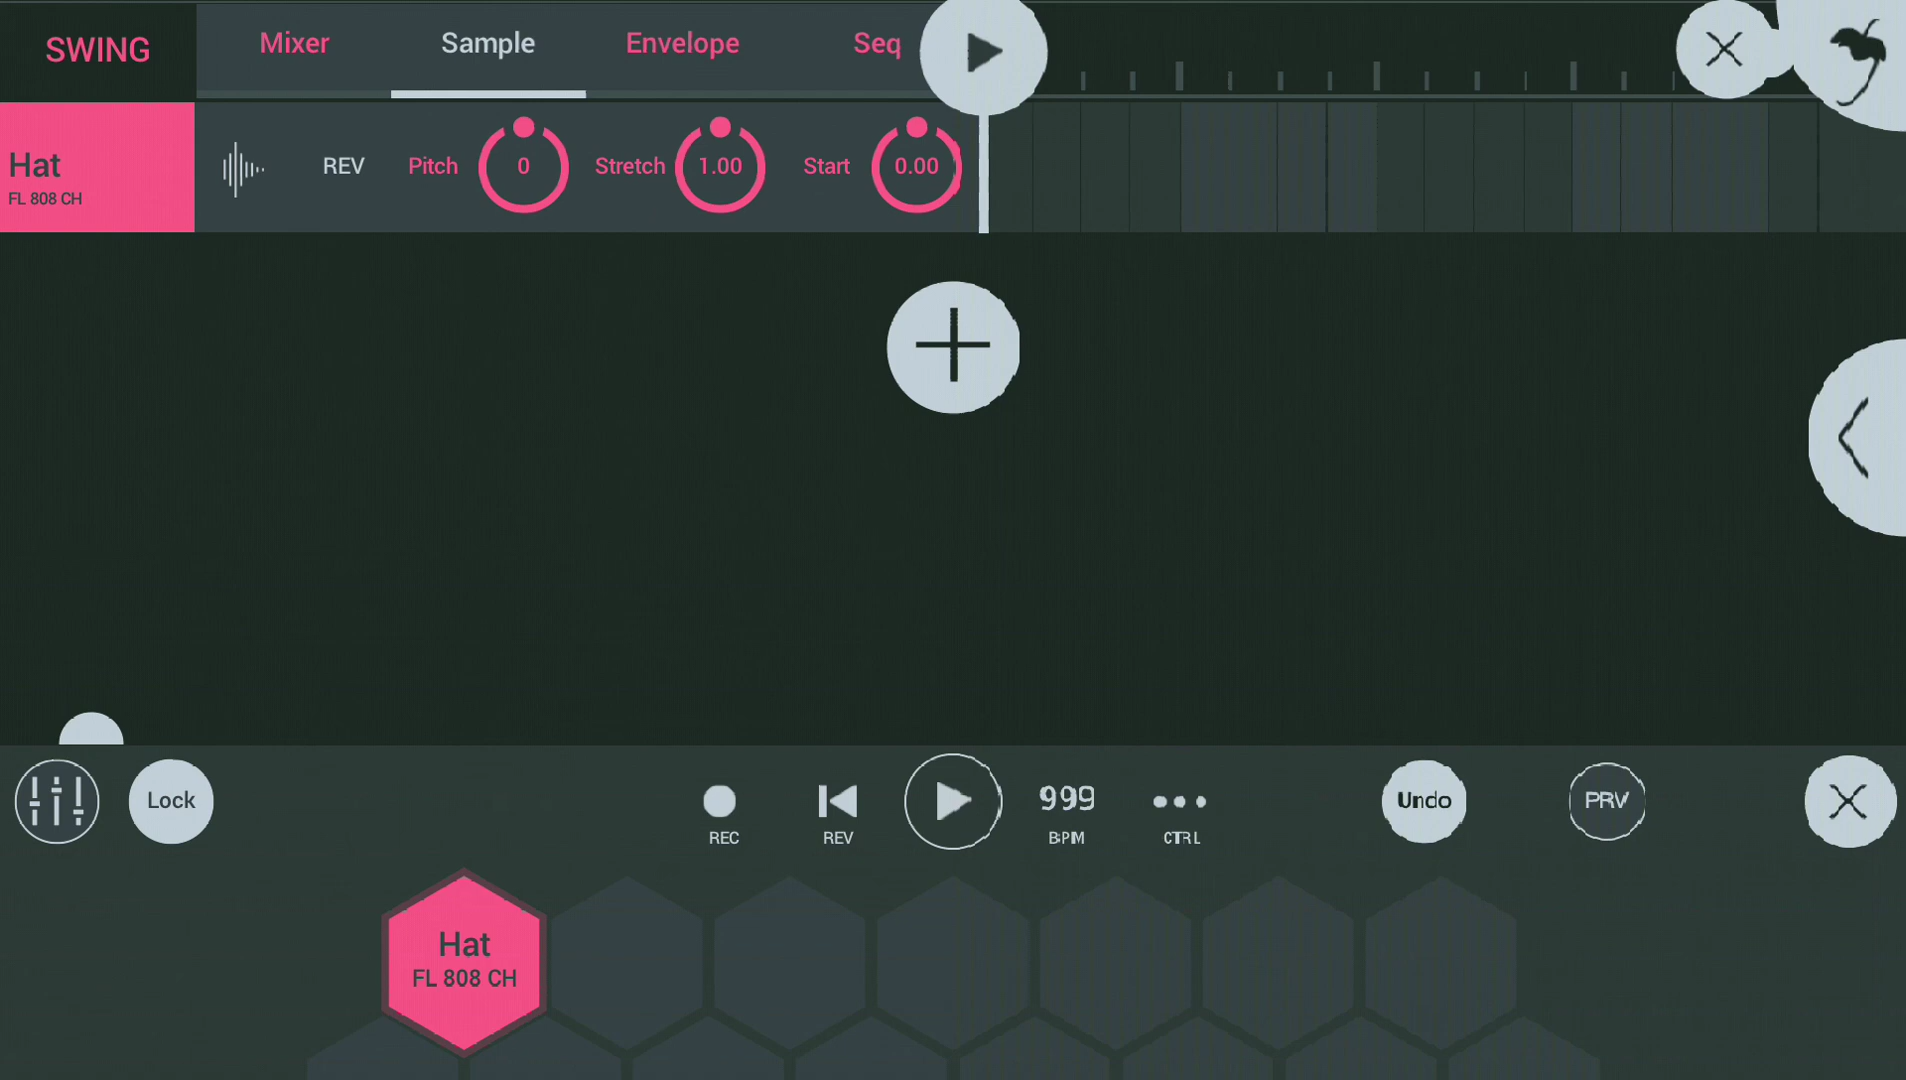 SWING
Mixer
Sample
Envelope
Seq
Hat
FL 808 CH
REV
Pitch
0
Stretch
1.00
Start
0.00
Lock
REC
REV
999
BPM
CTRL
Undo
PRV
Hat
FL 808 CH